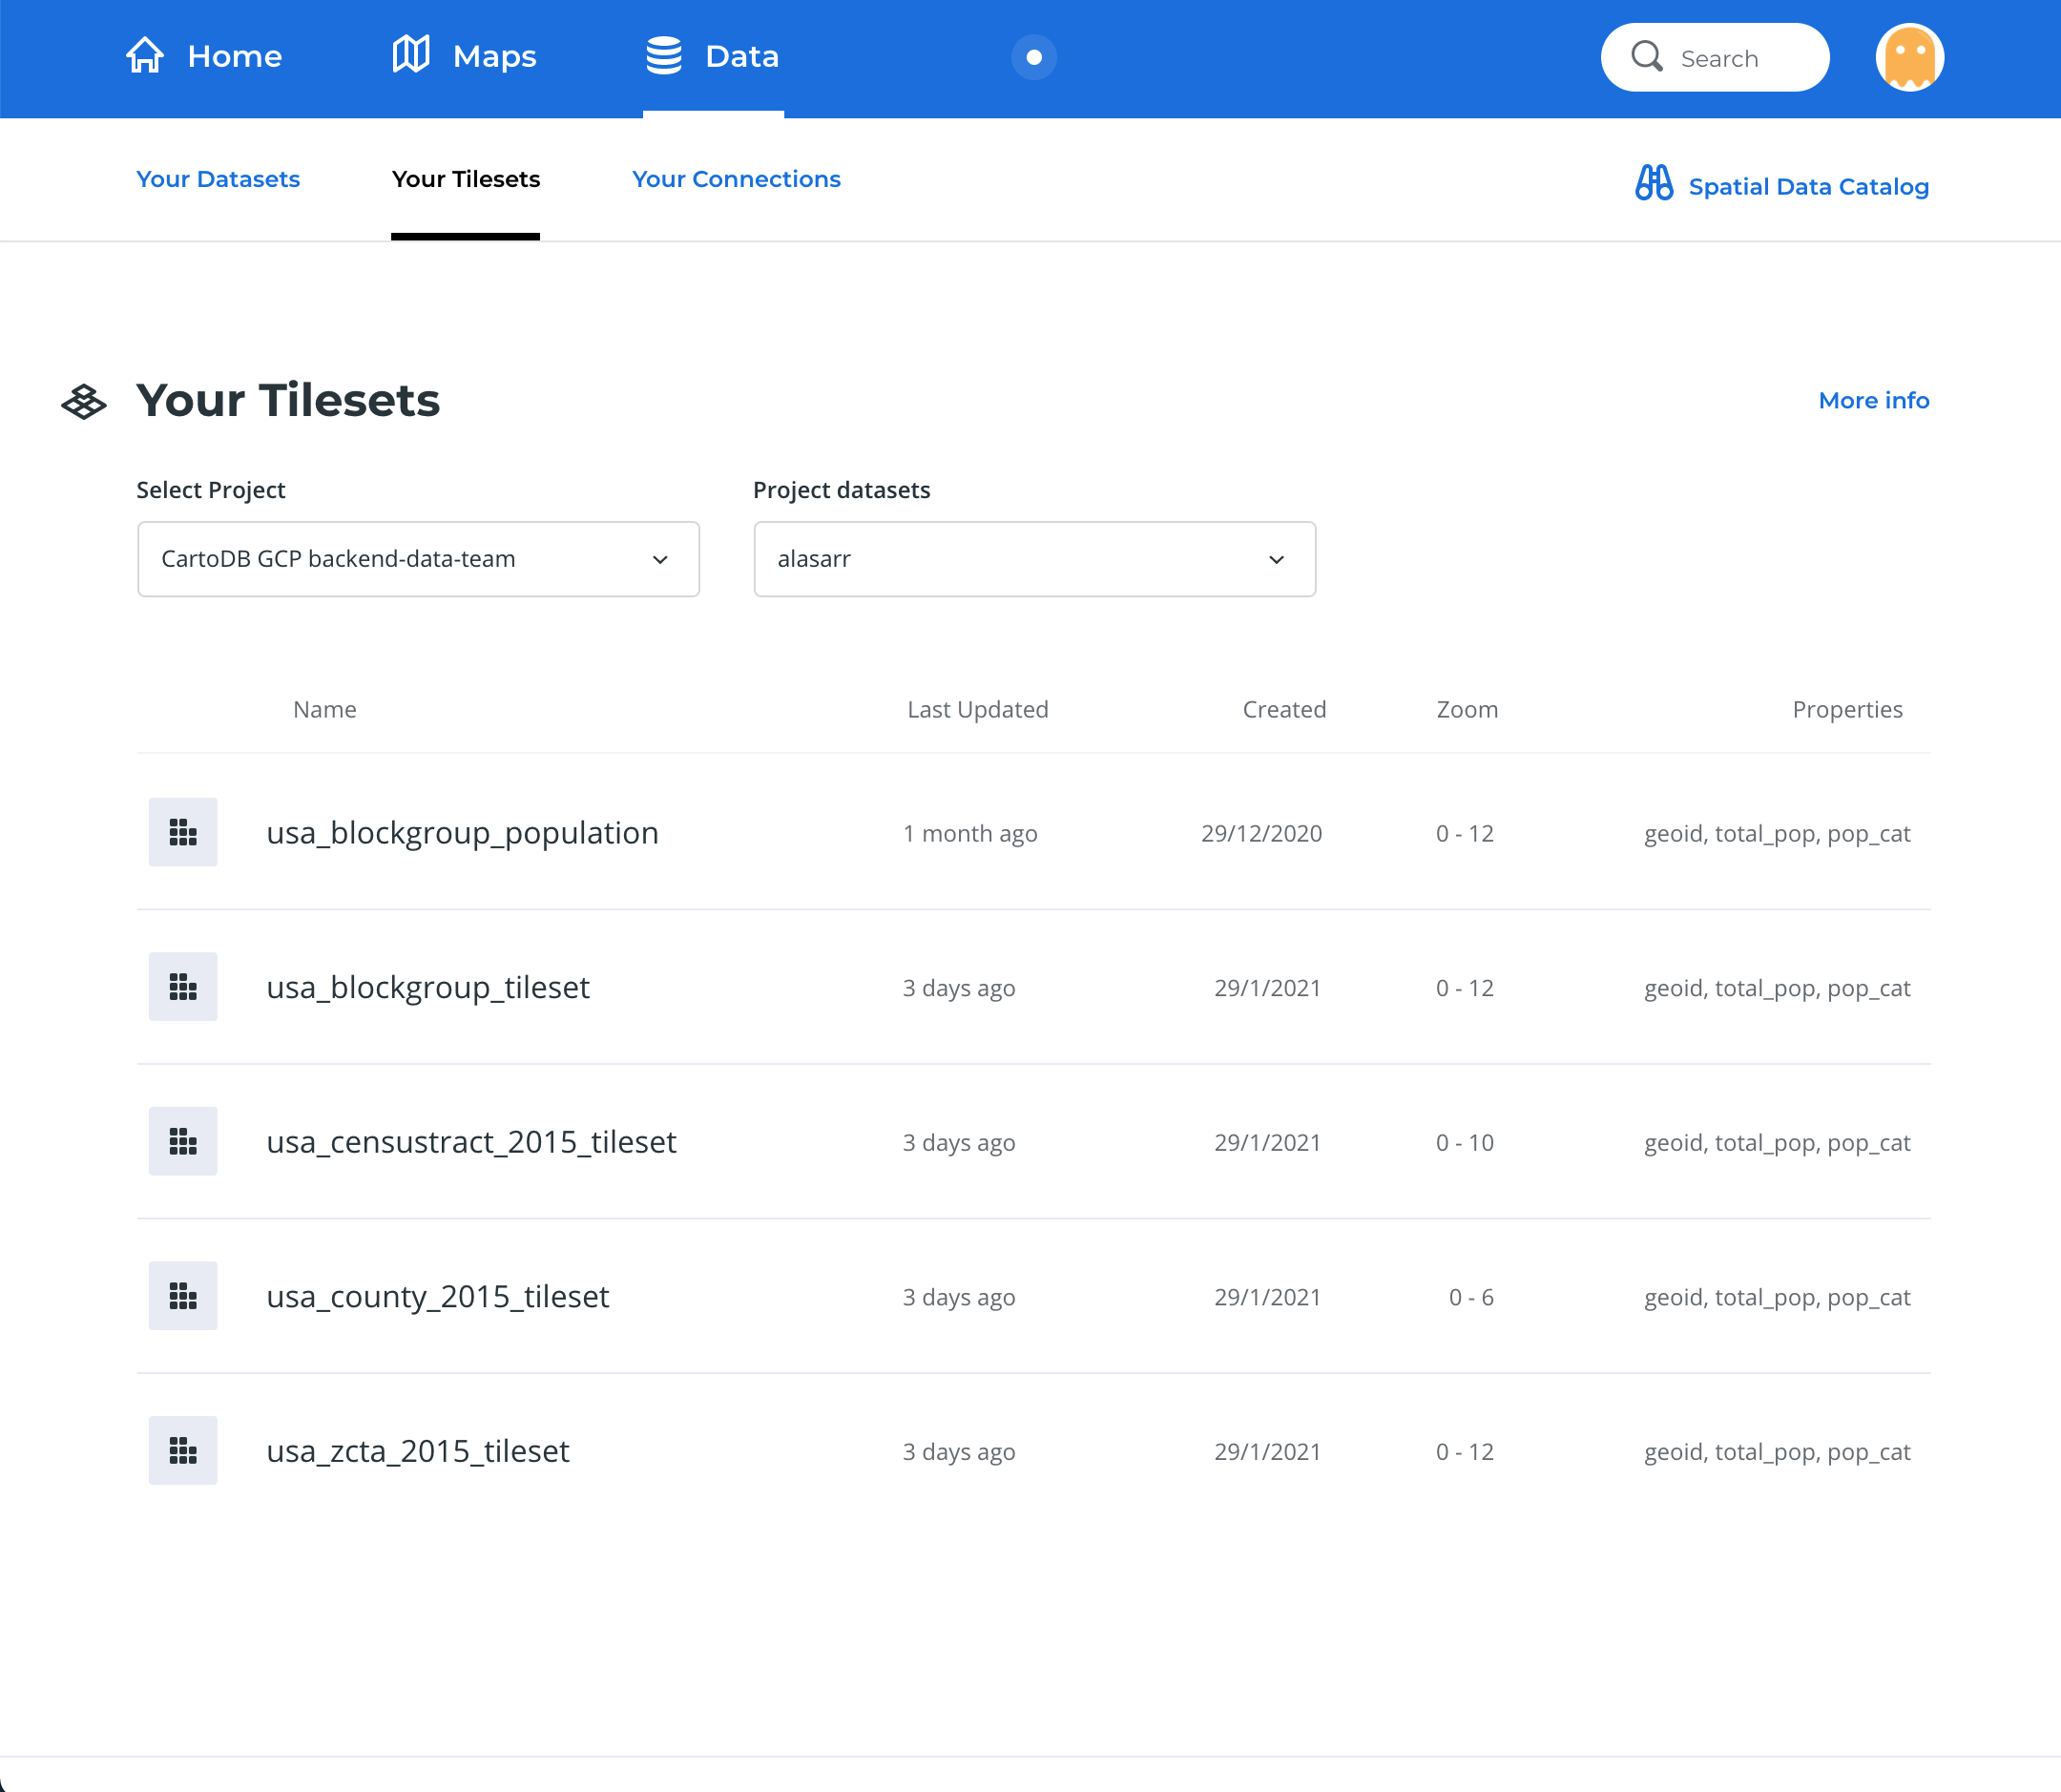 Home Maps Data Search
Your Datasets Your Tilesets Your Connections Spatial Data Catalog
Your Tilesets More info
Select Project Project datasets
CartoDB GCP backend-data-team alasarr
Name Last Updated Created Zoom Properties
usa_blockgroup_population 1 month ago 29/12/2020 0 - 12 geoid, total_pop, pop_cat
usa_blockgroup_tileset 3 days ago 29/1/2021 0 - 12 geoid, total_pop, pop_cat
usa_censustract_2015_tileset 3 days ago 29/1/2021 0 - 10 geoid, total_pop, pop_cat
usa_county_2015_tileset 3 days ago 29/1/2021 0 - 6 geoid, total_pop, pop_cat
usa_zcta_2015_tileset 3 days ago 29/1/2021 0 - 12 geoid, total_pop, pop_cat